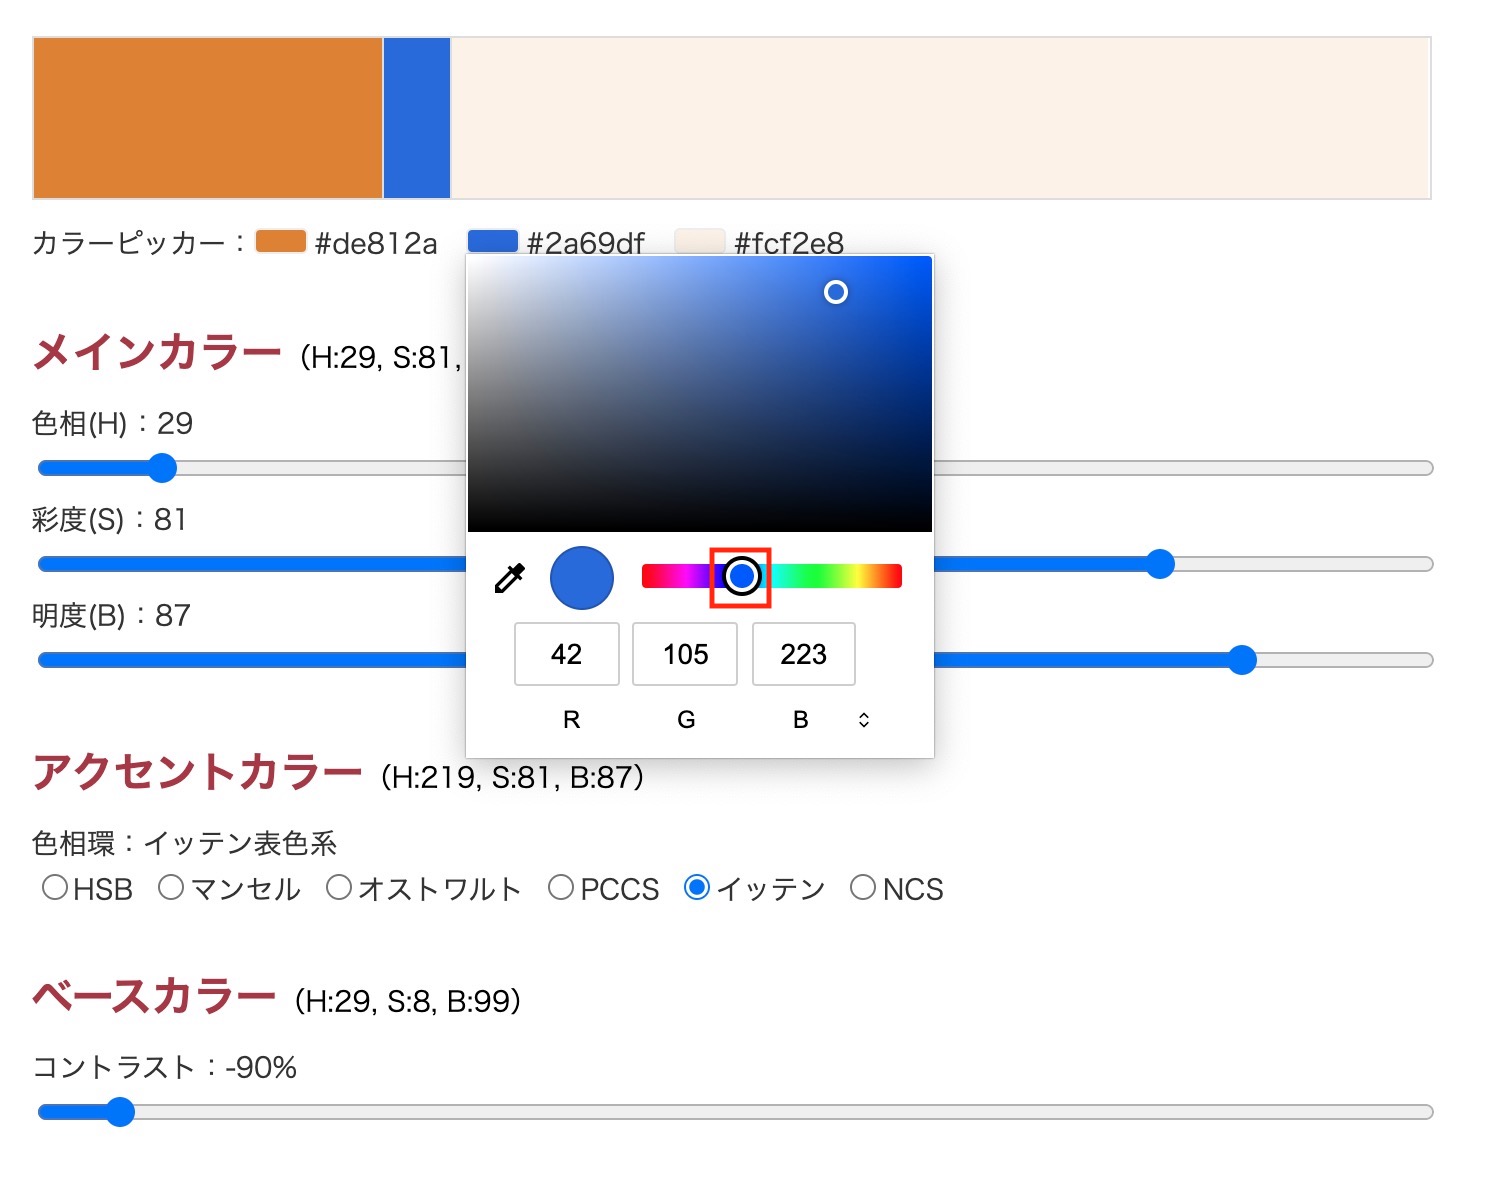 カラーピッカー： #de812a #2a69df #fcf2e8
メインカラー （H:29, S:81,
色相(H)：29
彩度(S)：81
明度(B)：87
42 105 223
R G B
アクセントカラー （H:219, S:81, B:87）
色相環：イッテン表色系
HSB マンセル オストワルト PCCS イッテン NCS
ベースカラー （H:29, S:8, B:99）
コントラスト：-90%